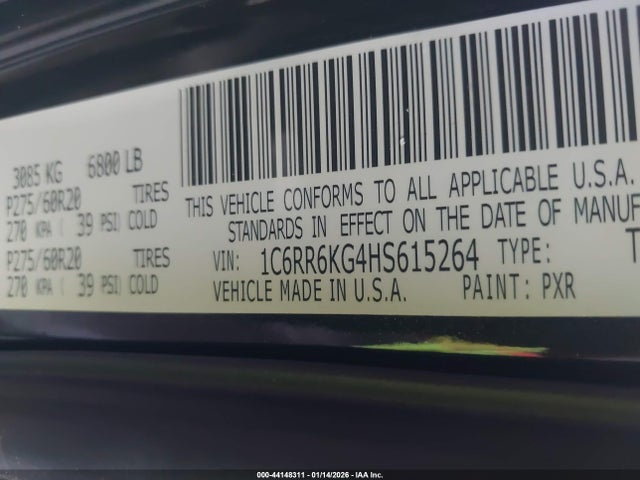 3085 KG 6800 LB
P275/60R20 TIRES
270 KPA ( 39 PSI) COLD
P275/60R20 TIRES
270 KPA ( 39 PSI) COLD
THIS VEHICLE CONFORMS TO ALL APPLICABLE U.S.A.
STANDARDS IN EFFECT ON THE DATE OF MANUF
VIN: 1C6RR6KG4HS615264 TYPE: T
VEHICLE MADE IN U.S.A. PAINT: PXR
000-44148311 - 01/14/2026 - IAA Inc.